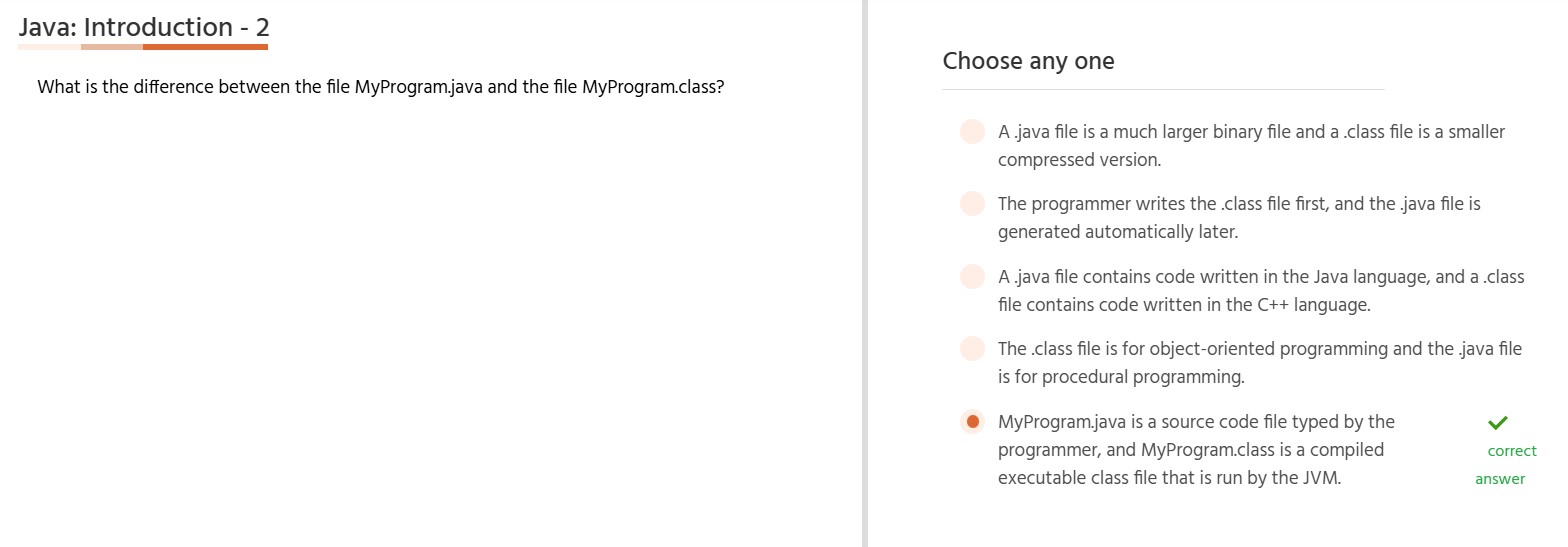 Java: Introduction - 2
What is the difference between the file MyProgram.java and the file MyProgram.class?
Choose any one
A .java file is a much larger binary file and a .class file is a smaller
compressed version.
The programmer writes the .class file first, and the .java file is
generated automatically later.
A .java file contains code written in the Java language, and a .class
file contains code written in the C++ language.
The .class file is for object-oriented programming and the .java file
is for procedural programming.
MyProgram.java is a source code file typed by the
programmer, and MyProgram.class is a compiled
executable class file that is run by the JVM.
correct
answer